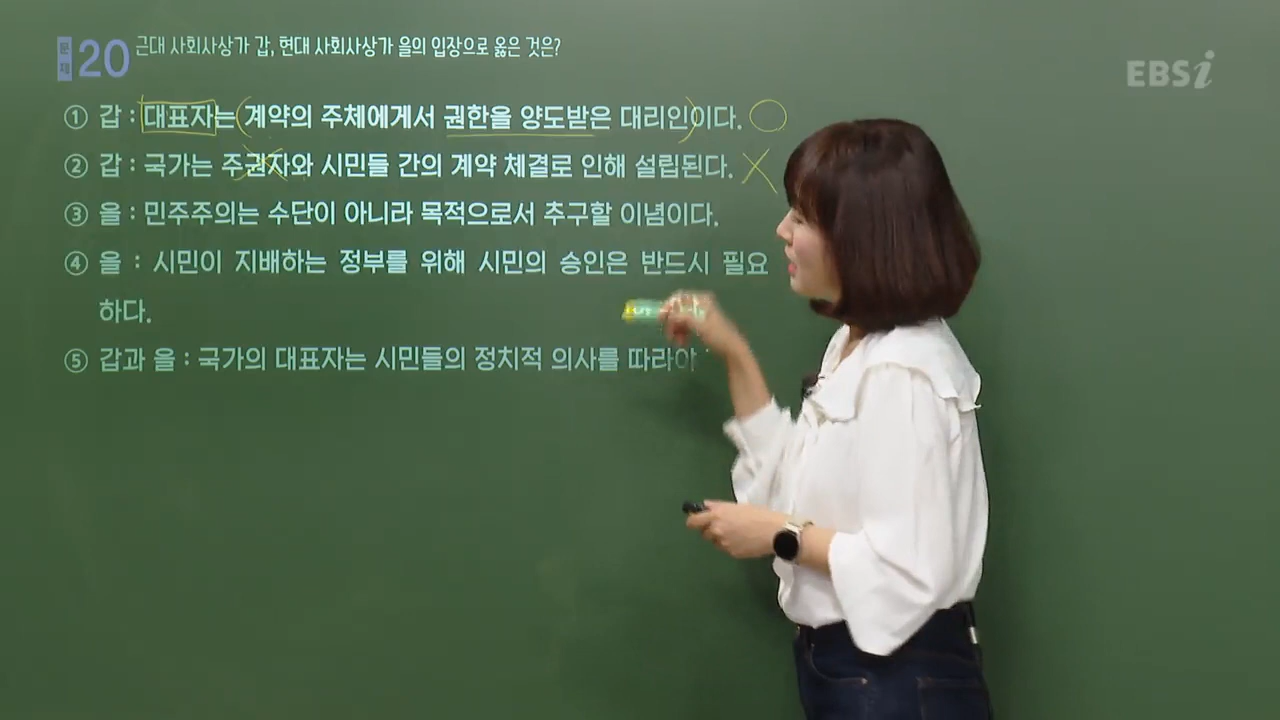 문제 20 근대 사회사상가 갑, 현대 사회사상가 을의 입장으로 옳은 것은?
EBSi
① 갑 : 대표자는 계약의 주체에게서 권한을 양도받은 대리인이다.
② 갑 : 국가는 주권자와 시민들 간의 계약 체결로 인해 설립된다.
③ 을 : 민주주의는 수단이 아니라 목적으로서 추구할 이념이다.
④ 을 : 시민이 지배하는 정부를 위해 시민의 승인은 반드시 필요
하다.
⑤ 갑과 을 : 국가의 대표자는 시민들의 정치적 의사를 따라야